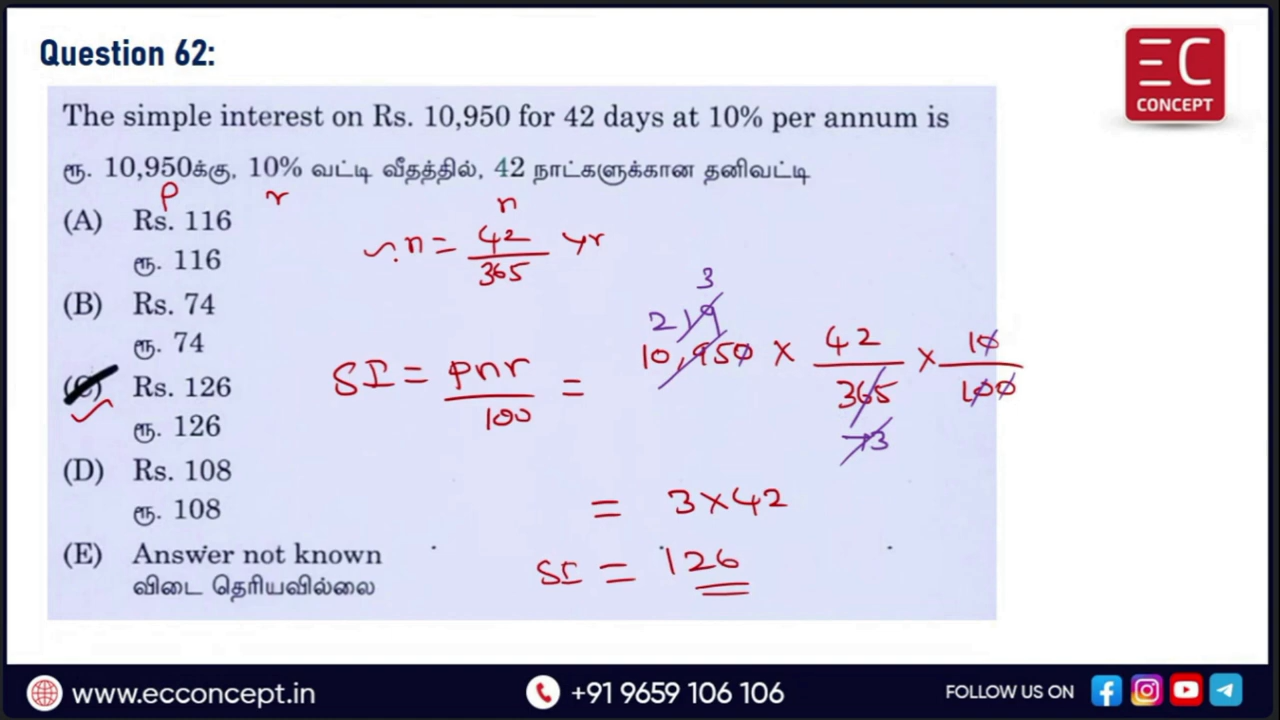 Question 62:
EC
CONCEPT
The simple interest on Rs. 10,950 for 42 days at 10% per annum is
ரூ. 10,950க்கு, 10% வட்டி வீதத்தில், 42 நாட்களுக்கான தனிவட்டி
P r n
(A) Rs. 116
ரூ. 116
(B) Rs. 74
ரூ. 74
(C) Rs. 126
ரூ. 126
(D) Rs. 108
ரூ. 108
(E) Answer not known
விடை தெரியவில்லை
∴ n = 42/365 yr
3
219
SI = pnr/100 = 10,950 × 42/365 × 10/100
73
= 3×42
SI = 126
www.ecconcept.in
+91 9659 106 106
FOLLOW US ON